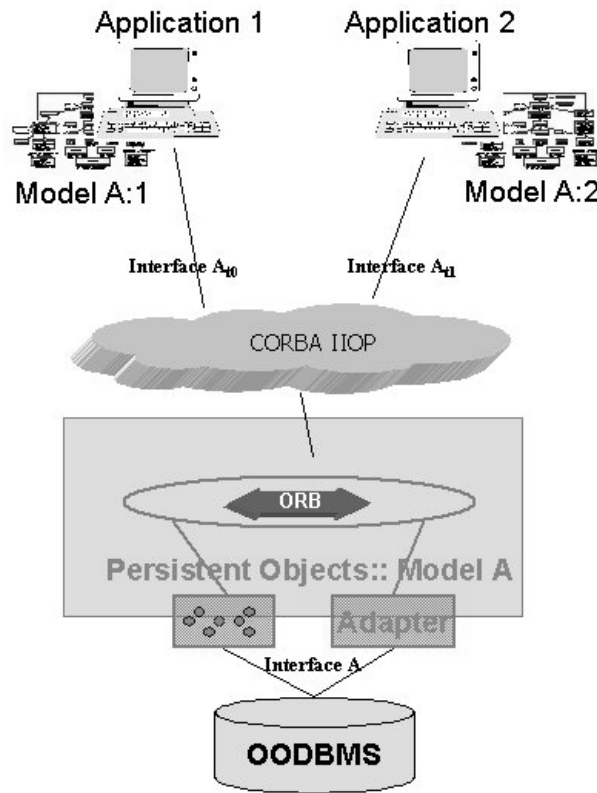 Application 1
Application 2
Model A:1
Model A:2
Interface At0
Interface At1
CORBA IIOP
ORB
Persistent Objects:: Model A
Adapter
Interface A
OODBMS